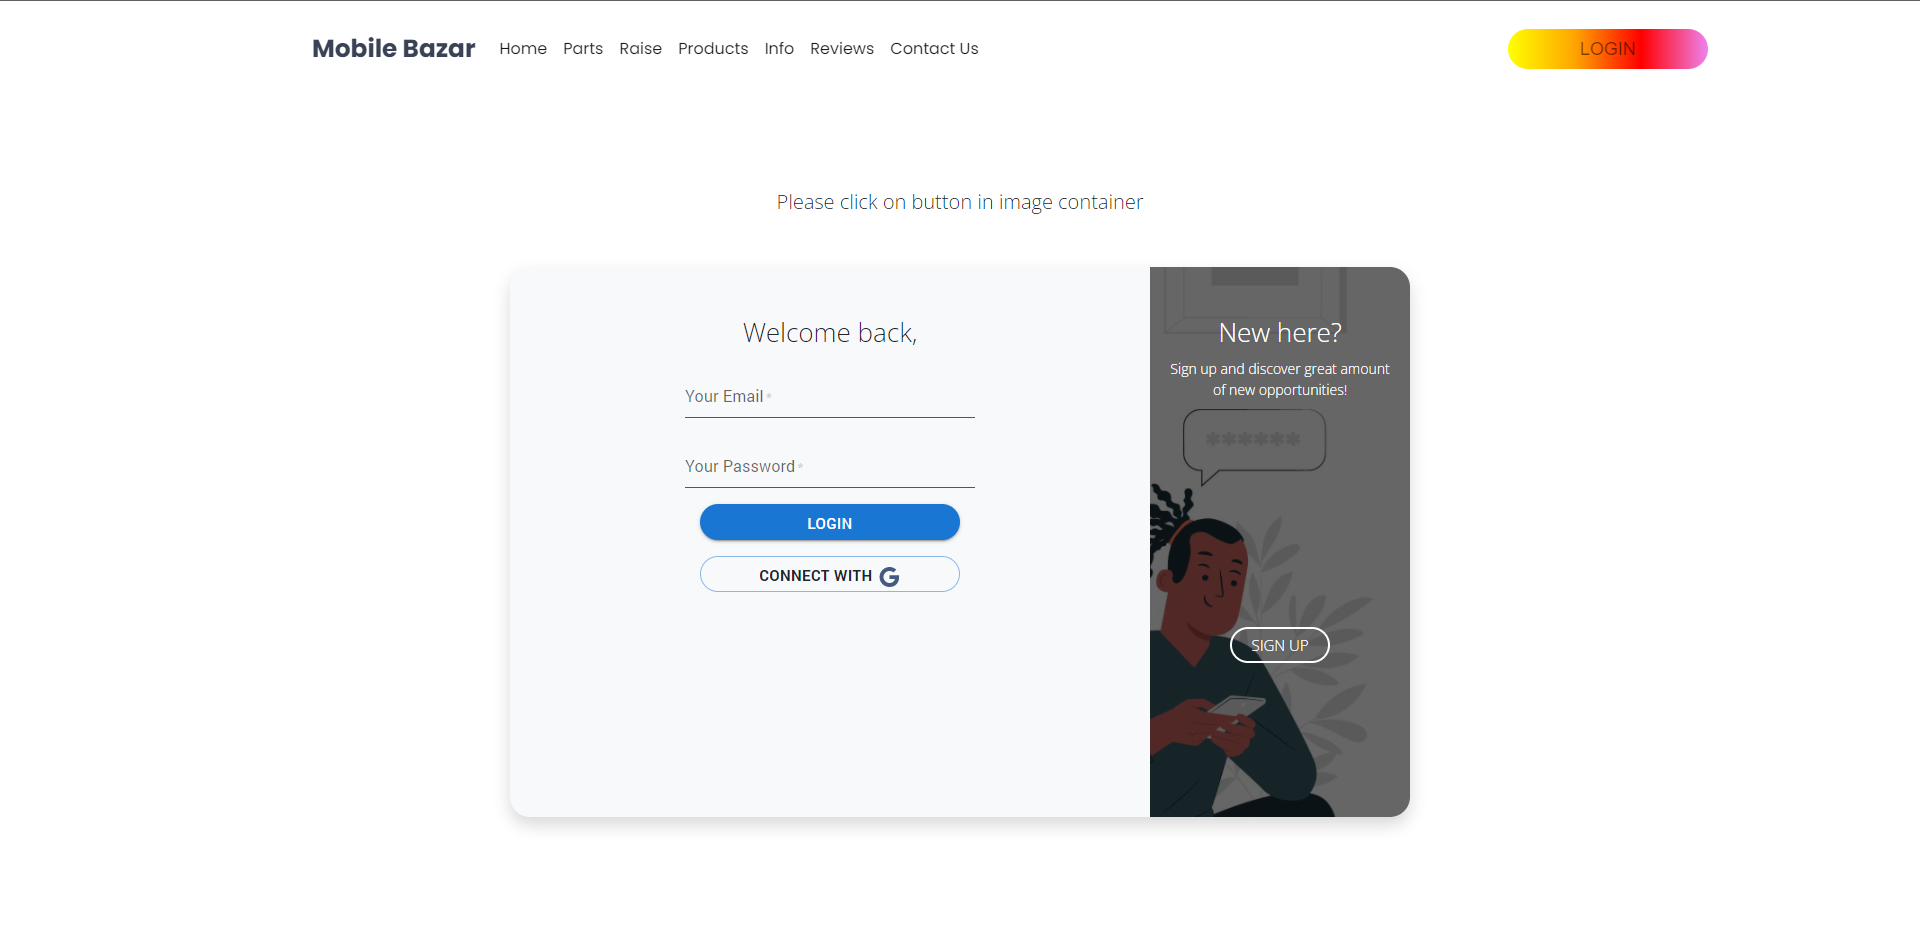 Mobile Bazar Home Parts Raise Products Info Reviews Contact Us LOGIN
Please click on button in image container
Welcome back,
Your Email *
Your Password *
LOGIN
CONNECT WITH G
New here?
Sign up and discover great amount
of new opportunities!
******
SIGN UP